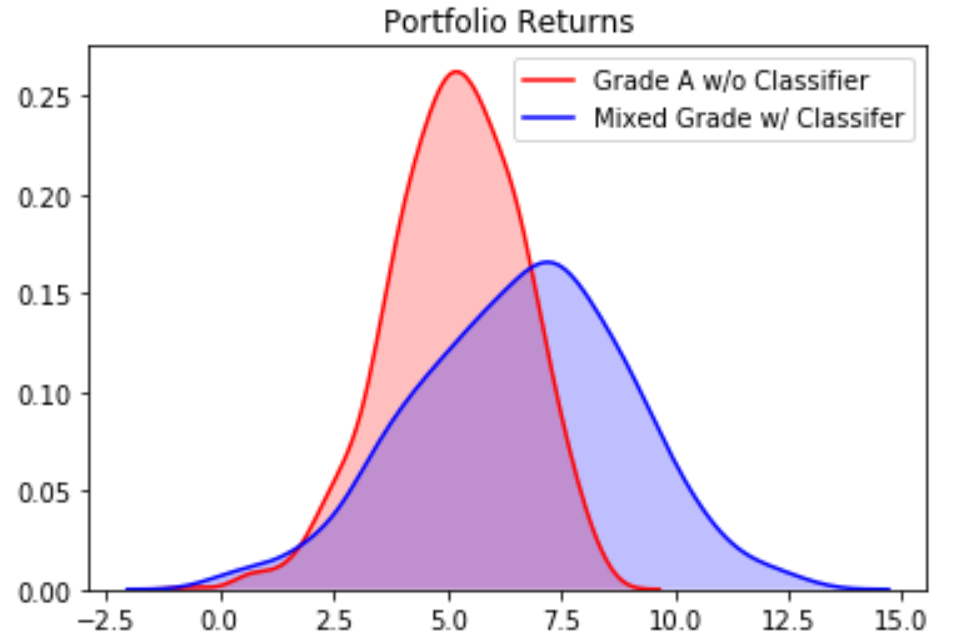 Portfolio Returns
Grade A w/o Classifier
Mixed Grade w/ Classifer
0.25
0.20
0.15
0.10
0.05
0.00
−2.5 0.0 2.5 5.0 7.5 10.0 12.5 15.0